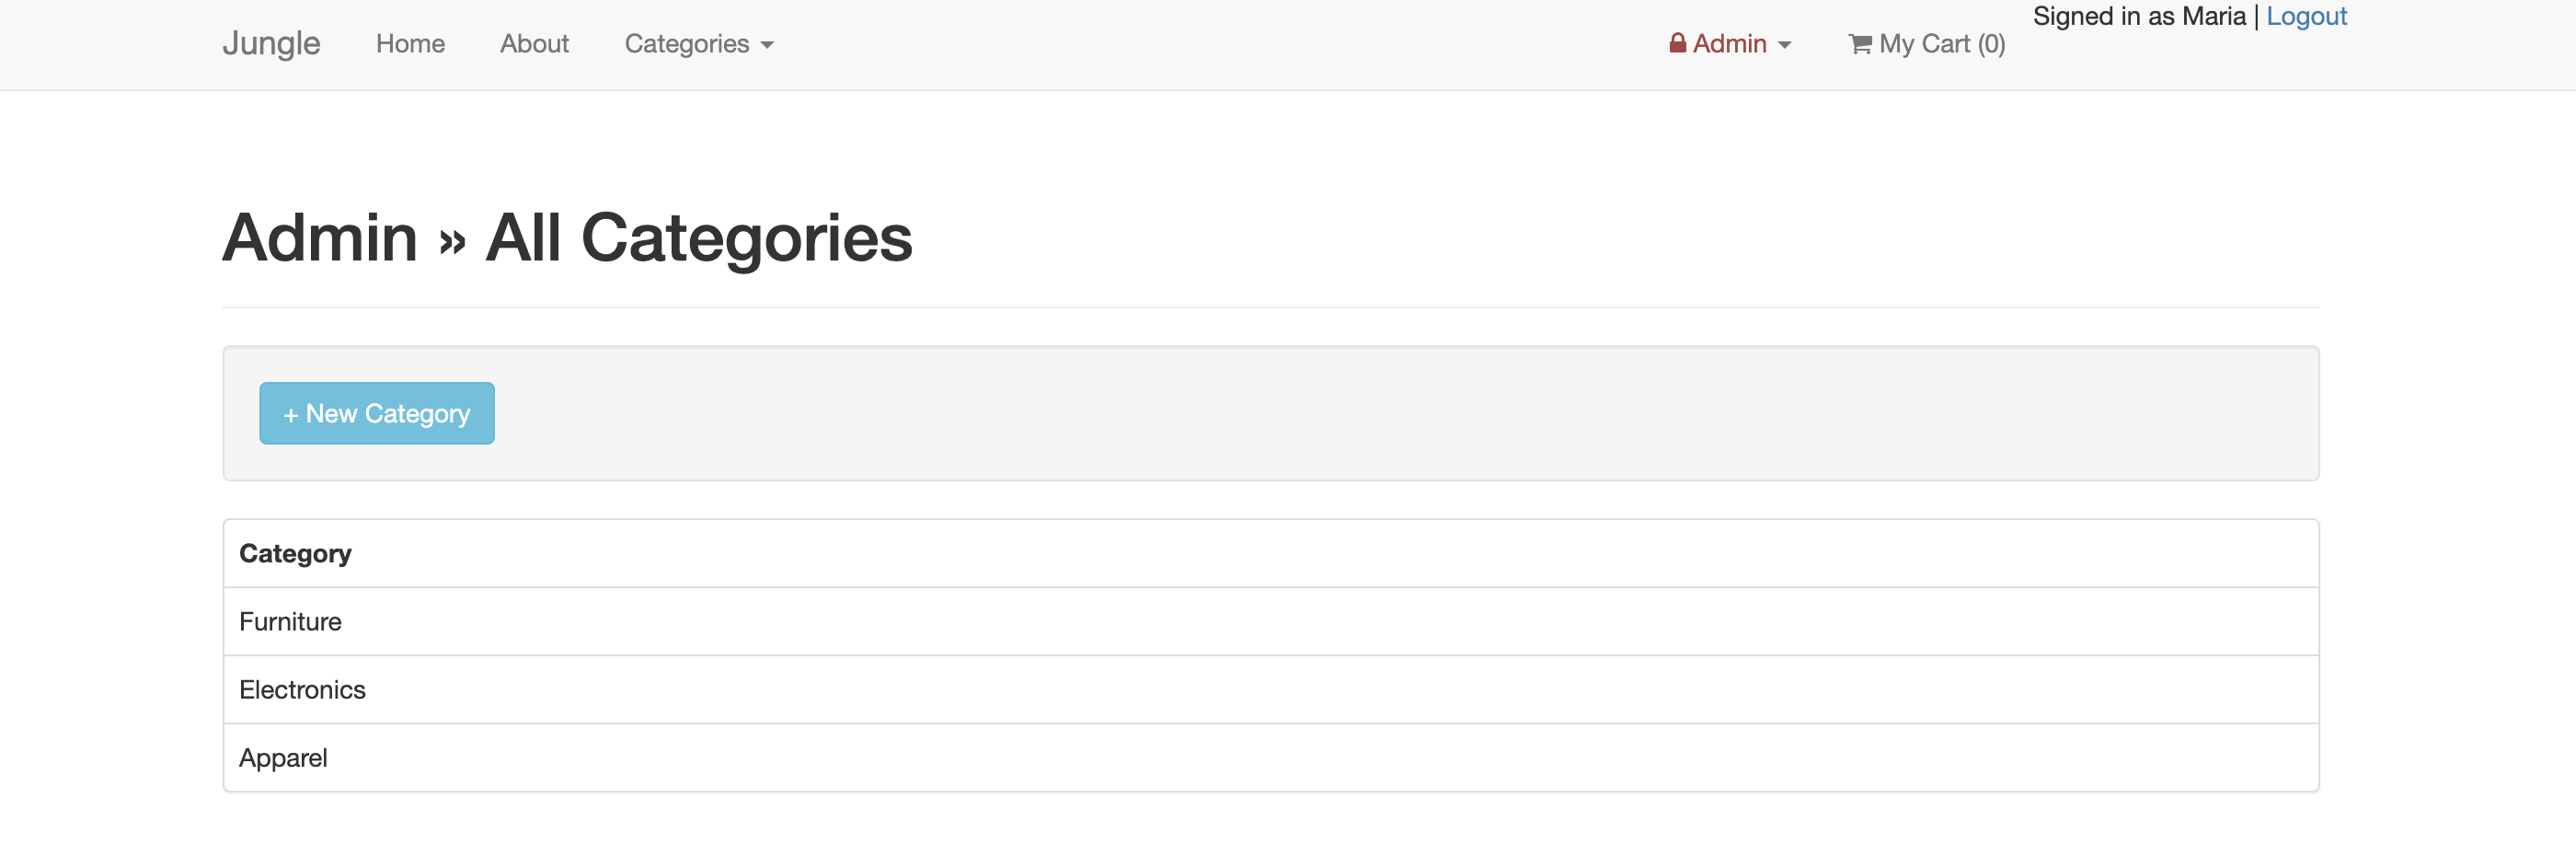 Jungle Home About Categories Admin My Cart (0) Signed in as Maria | Logout
Admin » All Categories
+ New Category
Category
Furniture
Electronics
Apparel